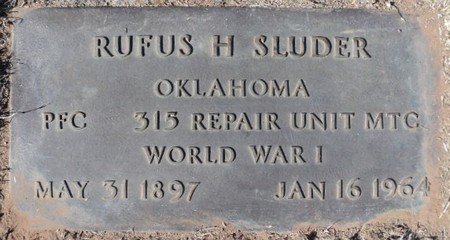 RUFUS H SLUDER
OKLAHOMA
PFC 315 REPAIR UNIT MTC
WORLD WAR I
MAY 31 1897 JAN 16 1964